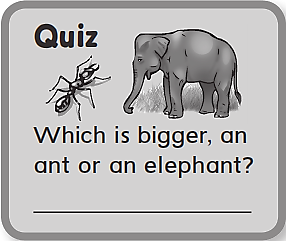 Quiz
Which is bigger, an
ant or an elephant?